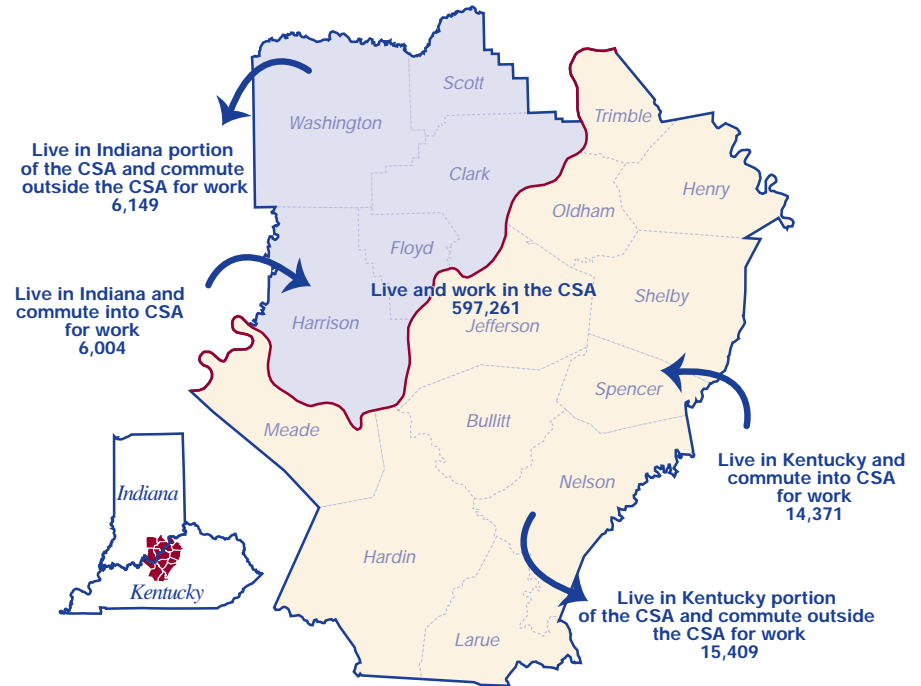 Scott
Washington
Trimble
Live in Indiana portion
of the CSA and commute
outside the CSA for work
6,149
Clark
Henry
Oldham
Floyd
Live in Indiana and
commute into CSA
for work
6,004
Live and work in the CSA
597,261
Shelby
Harrison
Jefferson
Spencer
Meade
Bullitt
Live in Kentucky and
commute into CSA
for work
14,371
Nelson
Indiana
Kentucky
Hardin
Live in Kentucky portion
of the CSA and commute outside
the CSA for work
15,409
Larue